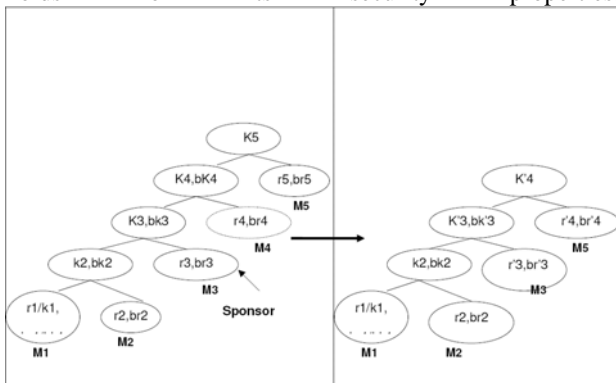 security properties
K5
K4,bK4
r5,br5
M5
K3,bk3
r4,br4
M4
k2,bk2
r3,br3
M3
Sponsor
r1/k1,
r2,br2
M1
M2
K'4
K'3,bk'3
r'4,br'4
M5
k2,bk2
r'3,br'3
M3
r1/k1,
r2,br2
M1
M2